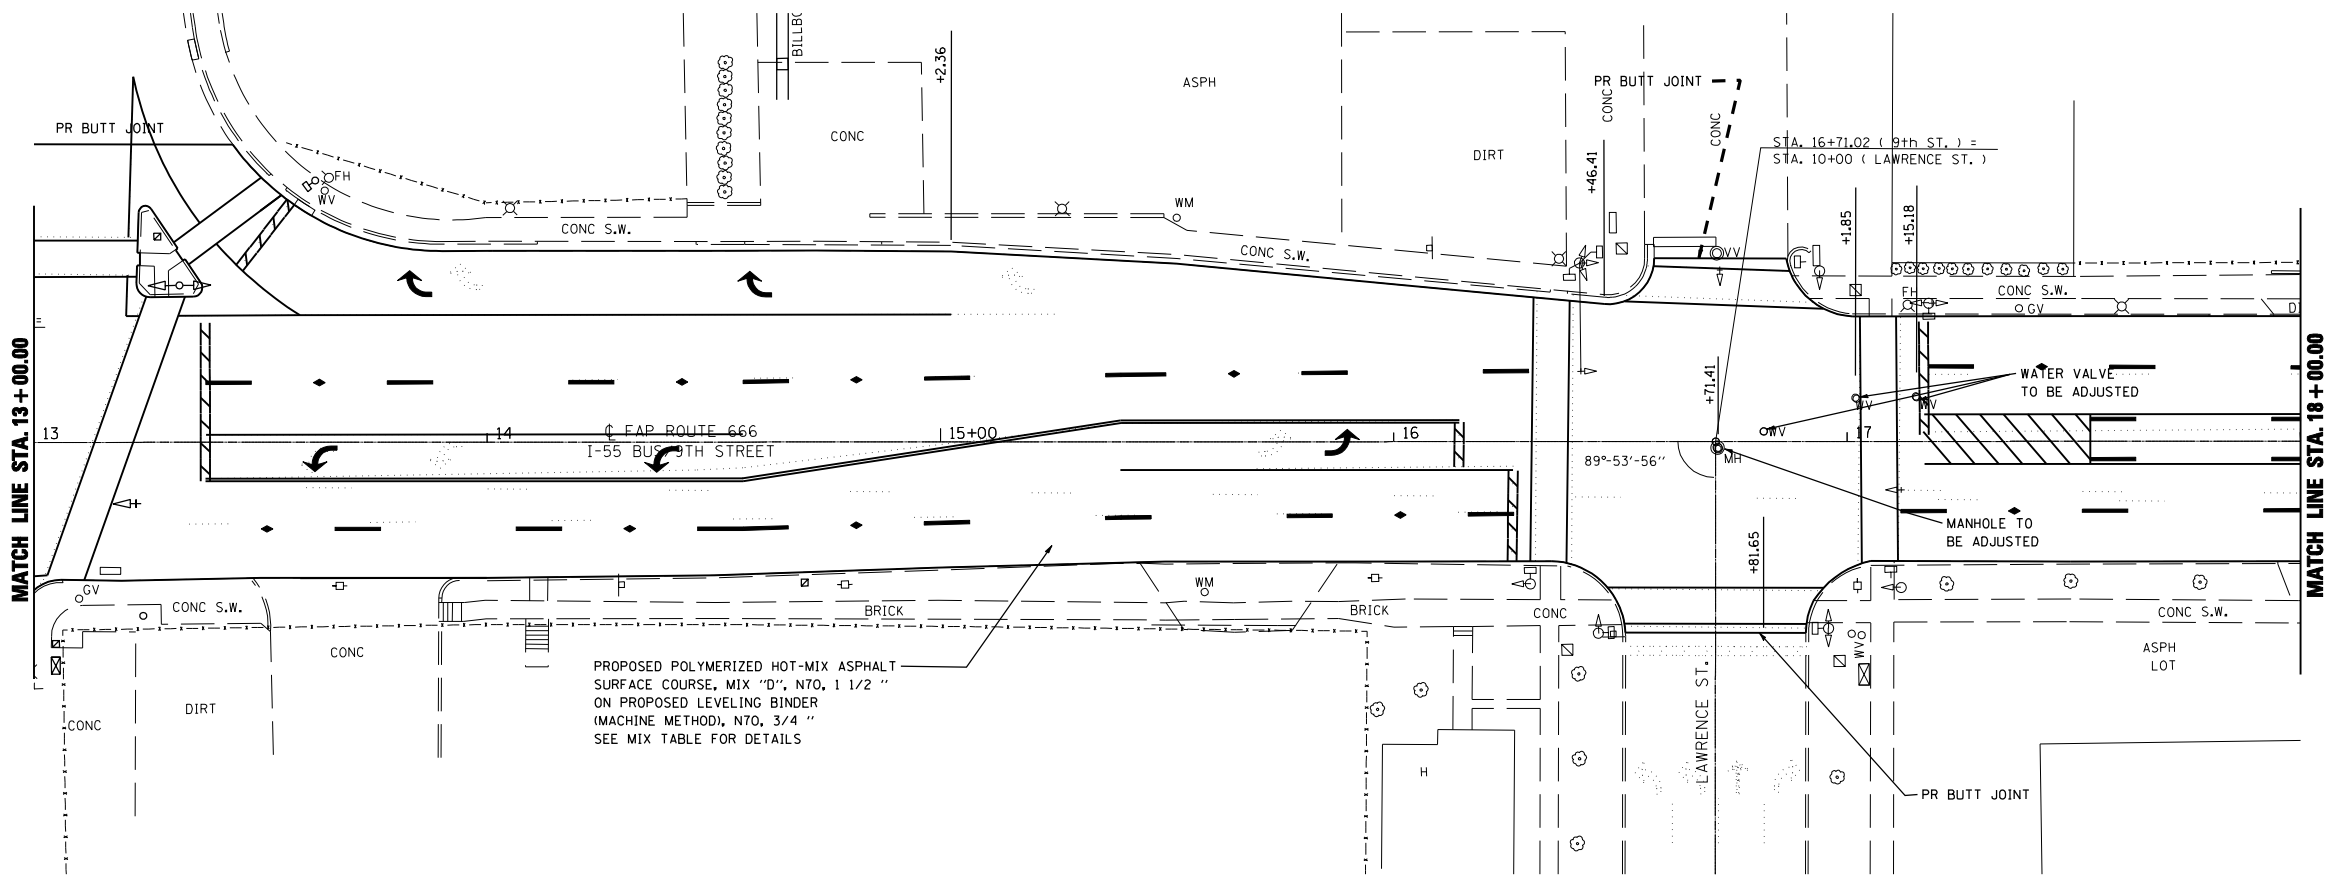 BILLBO
+2.36
ASPH
PR BUTT JOINT
CONC
CONC
PR BUTT JOINT
CONC
STA. 16+71.02 ( 9th ST. ) =
STA. 10+00 ( LAWRENCE ST. )
DIRT
+46.41
FH
WV
WM
+1.85
+15.18
CONC S.W.
CONC S.W.
VV
CONC S.W.
FH
GV
D
MATCH LINE STA. 13+00.00
MATCH LINE STA. 18+00.00
WATER VALVE
TO BE ADJUSTED
+71.41
WV
WV
WV
13
14
℄ FAP ROUTE 666
15+00
16
17
I-55 BUS 9TH STREET
89°-53'-56"
MH
MANHOLE TO
BE ADJUSTED
+81.65
GV
CONC S.W.
WM
BRICK
BRICK
CONC
CONC S.W.
CONC
WV
ASPH
LOT
PROPOSED POLYMERIZED HOT-MIX ASPHALT
SURFACE COURSE, MIX "D", N70, 1 1/2 "
ON PROPOSED LEVELING BINDER
(MACHINE METHOD), N70, 3/4 "
SEE MIX TABLE FOR DETAILS
DIRT
CONC
LAWRENCE ST.
H
PR BUTT JOINT